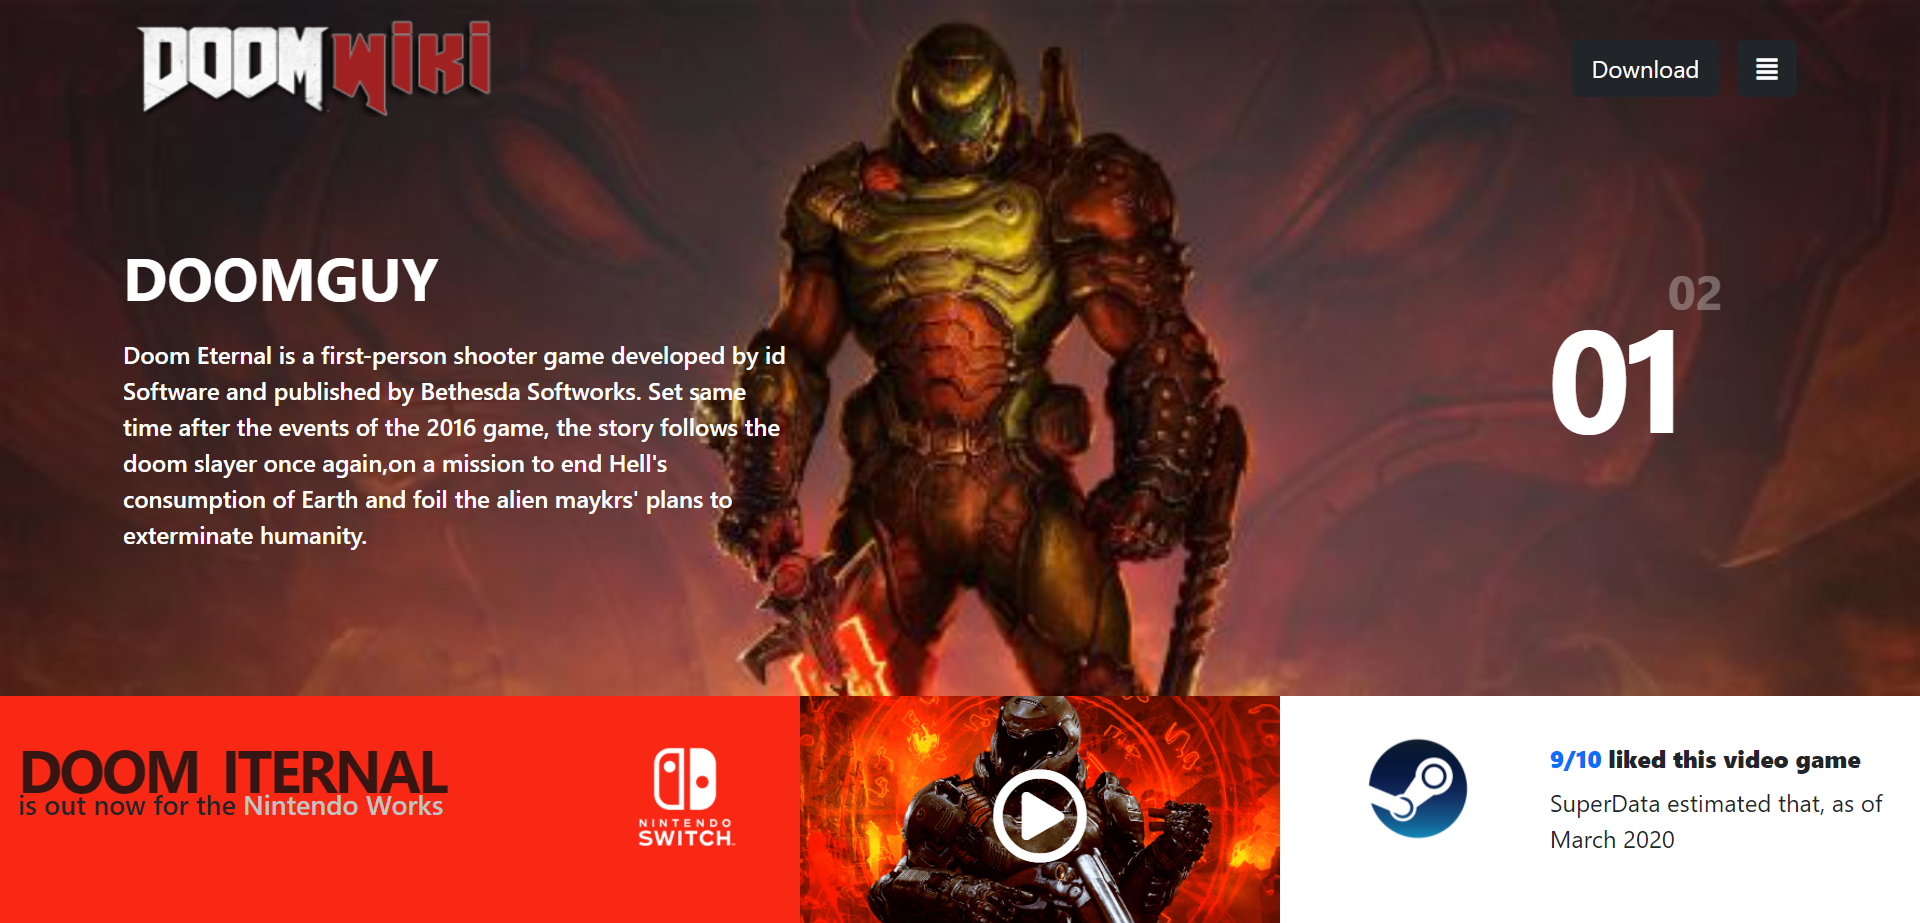 DOOM WiKi
Download
DOOMGUY
Doom Eternal is a first-person shooter game developed by id
Software and published by Bethesda Softworks. Set same
time after the events of the 2016 game, the story follows the
doom slayer once again,on a mission to end Hell's
consumption of Earth and foil the alien maykrs' plans to
exterminate humanity.
02
01
DOOM ITERNAL
is out now for the Nintendo Works
NINTENDO
SWITCH
9/10 liked this video game
SuperData estimated that, as of
March 2020